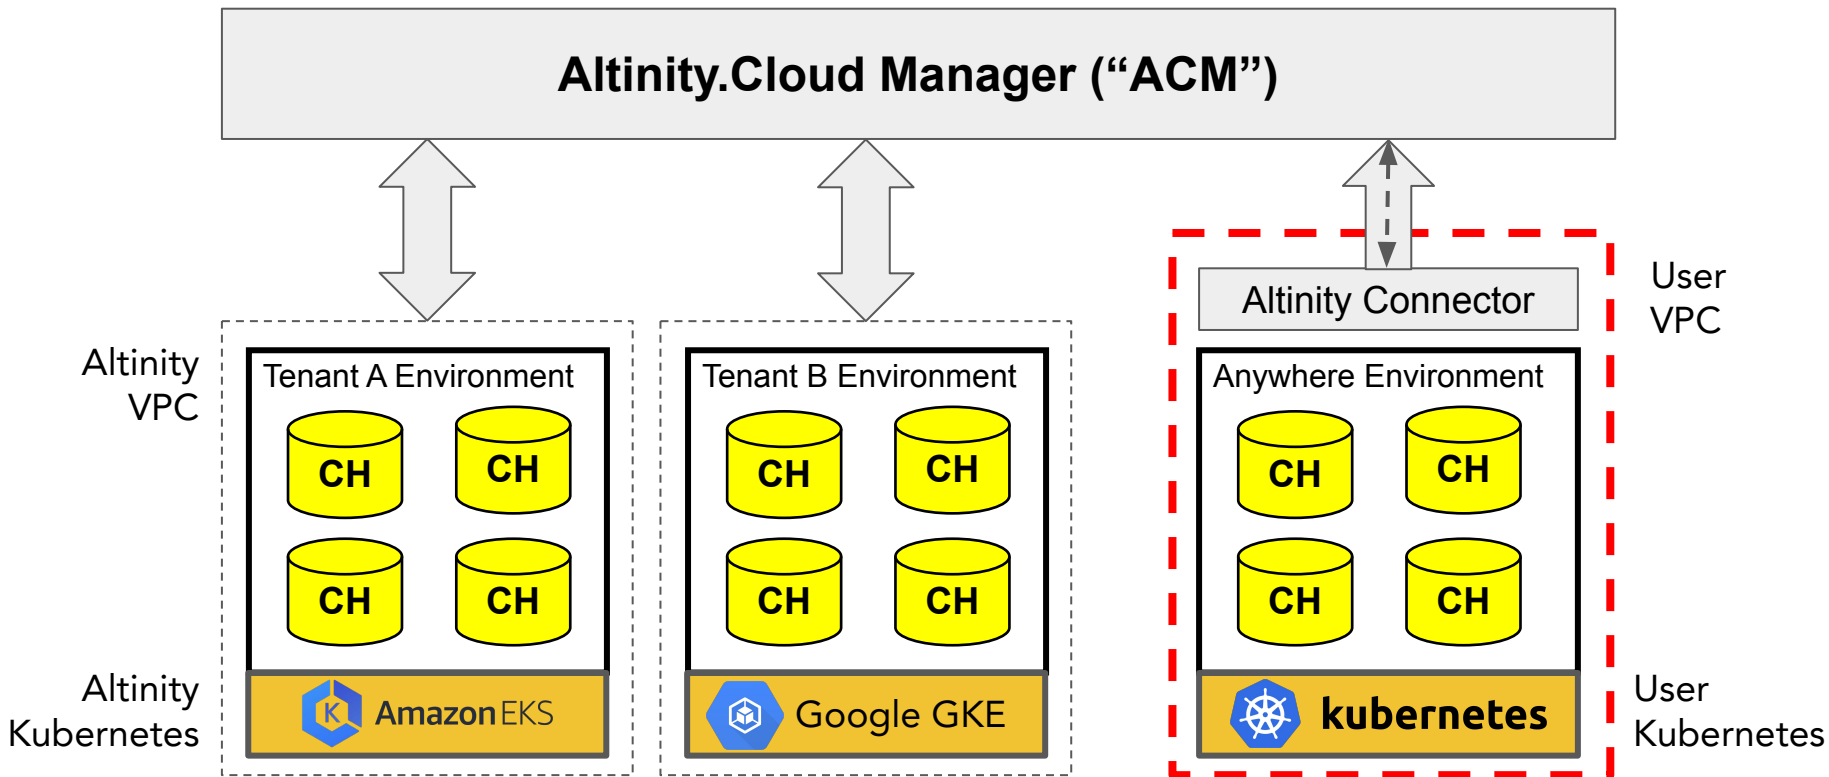 Altinity.Cloud Manager (“ACM”)
Altinity
VPC
Tenant A Environment
CH
CH
CH
CH
Altinity
Kubernetes
K
Amazon EKS
Tenant B Environment
CH
CH
CH
CH
Google GKE
Altinity Connector
User
VPC
Anywhere Environment
CH
CH
CH
CH
kubernetes
User
Kubernetes